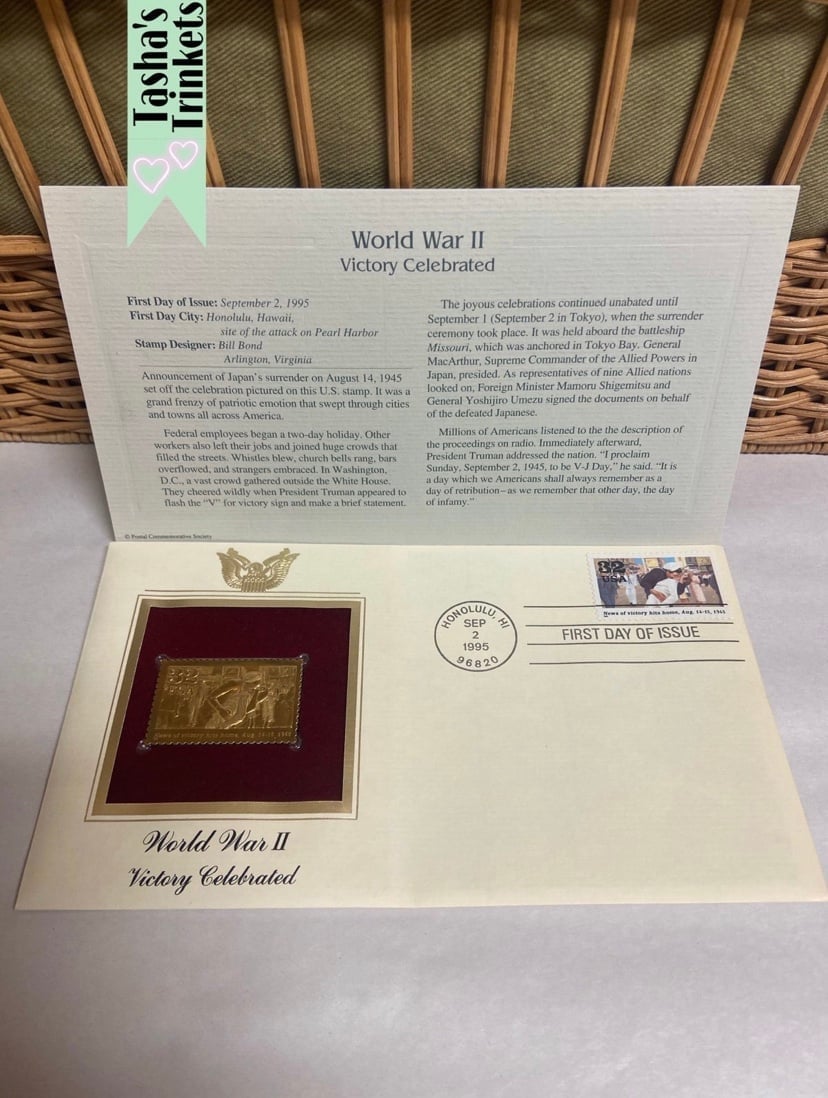 Tasha's
Trinkets
World War II
Victory Celebrated
First Day of Issue: September 2, 1995
First Day City: Honolulu, Hawaii,
site of the attack on Pearl Harbor
Stamp Designer: Bill Bond
Arlington, Virginia
Announcement of Japan's surrender on August 14, 1945
set off the celebration pictured on this U.S. stamp. It was a
grand frenzy of patriotic emotion that swept through cities
and towns all across America.
Federal employees began a two-day holiday. Other
workers also left their jobs and joined huge crowds that
filled the streets. Whistles blew, church bells rang, bars
overflowed, and strangers embraced. In Washington,
D.C., a vast crowd gathered outside the White House.
They cheered wildly when President Truman appeared to
flash the "V" for victory sign and make a brief statement.
The joyous celebrations continued unabated until
September 1 (September 2 in Tokyo), when the surrender
ceremony took place. It was held aboard the battleship
Missouri, which was anchored in Tokyo Bay. General
MacArthur, Supreme Commander of the Allied Powers in
Japan, presided. As representatives of nine Allied nations
looked on, Foreign Minister Mamoru Shigemitsu and
General Yoshijiro Umezu signed the documents on behalf
of the defeated Japanese.
Millions of Americans listened to the the description of
the proceedings on radio. Immediately afterward,
President Truman addressed the nation. "I proclaim
Sunday, September 2, 1945, to be V-J Day," he said. "It is
a day which we Americans shall always remember as a
day of retribution–as we remember that other day, the day
of infamy."
© Postal Commemorative Society
32
USA
News of victory hits home, Aug. 14-15, 1945
HONOLULU, HI
SEP
2
1995
96820
FIRST DAY OF ISSUE
32
USA
News of victory hits home, Aug. 14-15, 1945
World War II
Victory Celebrated